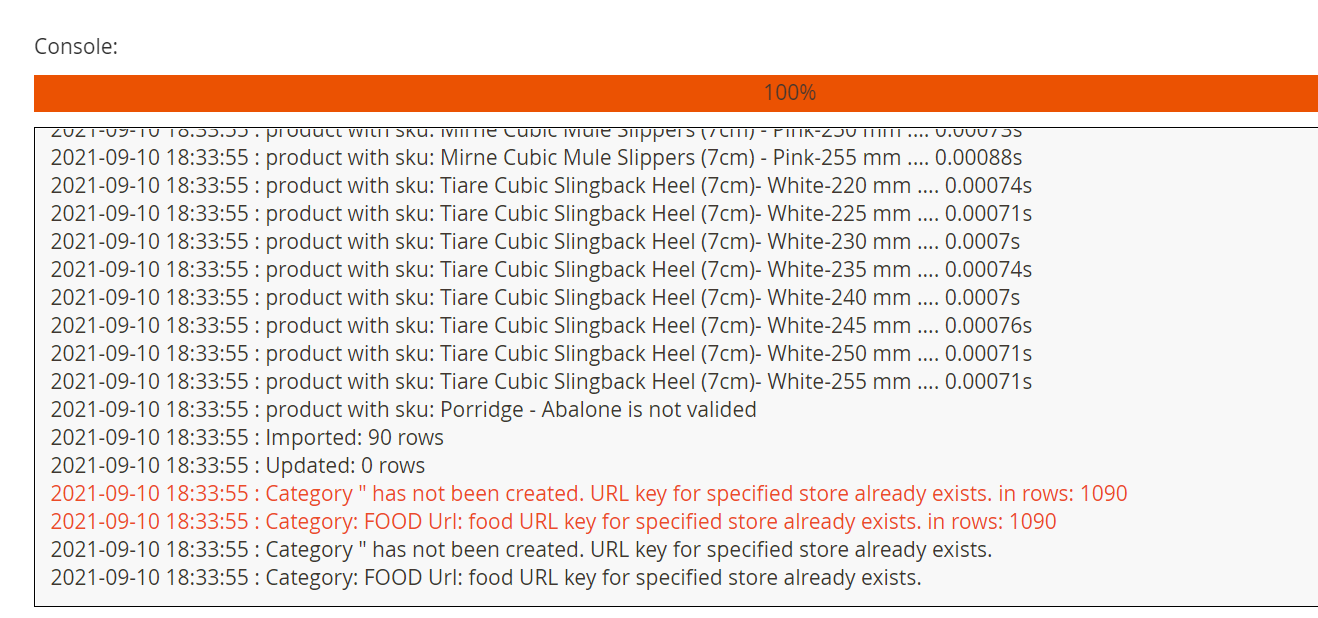 Console:
100%
2021-09-10 18:33:55 : product with sku: Mirne Cubic Mule Slippers (7cm) - Pink-250 mm .... 0.00073s
2021-09-10 18:33:55 : product with sku: Mirne Cubic Mule Slippers (7cm) - Pink-255 mm .... 0.00088s
2021-09-10 18:33:55 : product with sku: Tiare Cubic Slingback Heel (7cm)- White-220 mm .... 0.00074s
2021-09-10 18:33:55 : product with sku: Tiare Cubic Slingback Heel (7cm)- White-225 mm .... 0.00071s
2021-09-10 18:33:55 : product with sku: Tiare Cubic Slingback Heel (7cm)- White-230 mm .... 0.0007s
2021-09-10 18:33:55 : product with sku: Tiare Cubic Slingback Heel (7cm)- White-235 mm .... 0.00074s
2021-09-10 18:33:55 : product with sku: Tiare Cubic Slingback Heel (7cm)- White-240 mm .... 0.0007s
2021-09-10 18:33:55 : product with sku: Tiare Cubic Slingback Heel (7cm)- White-245 mm .... 0.00076s
2021-09-10 18:33:55 : product with sku: Tiare Cubic Slingback Heel (7cm)- White-250 mm .... 0.00071s
2021-09-10 18:33:55 : product with sku: Tiare Cubic Slingback Heel (7cm)- White-255 mm .... 0.00071s
2021-09-10 18:33:55 : product with sku: Porridge - Abalone is not valided
2021-09-10 18:33:55 : Imported: 90 rows
2021-09-10 18:33:55 : Updated: 0 rows
2021-09-10 18:33:55 : Category " has not been created. URL key for specified store already exists. in rows: 1090
2021-09-10 18:33:55 : Category: FOOD Url: food URL key for specified store already exists. in rows: 1090
2021-09-10 18:33:55 : Category " has not been created. URL key for specified store already exists.
2021-09-10 18:33:55 : Category: FOOD Url: food URL key for specified store already exists.